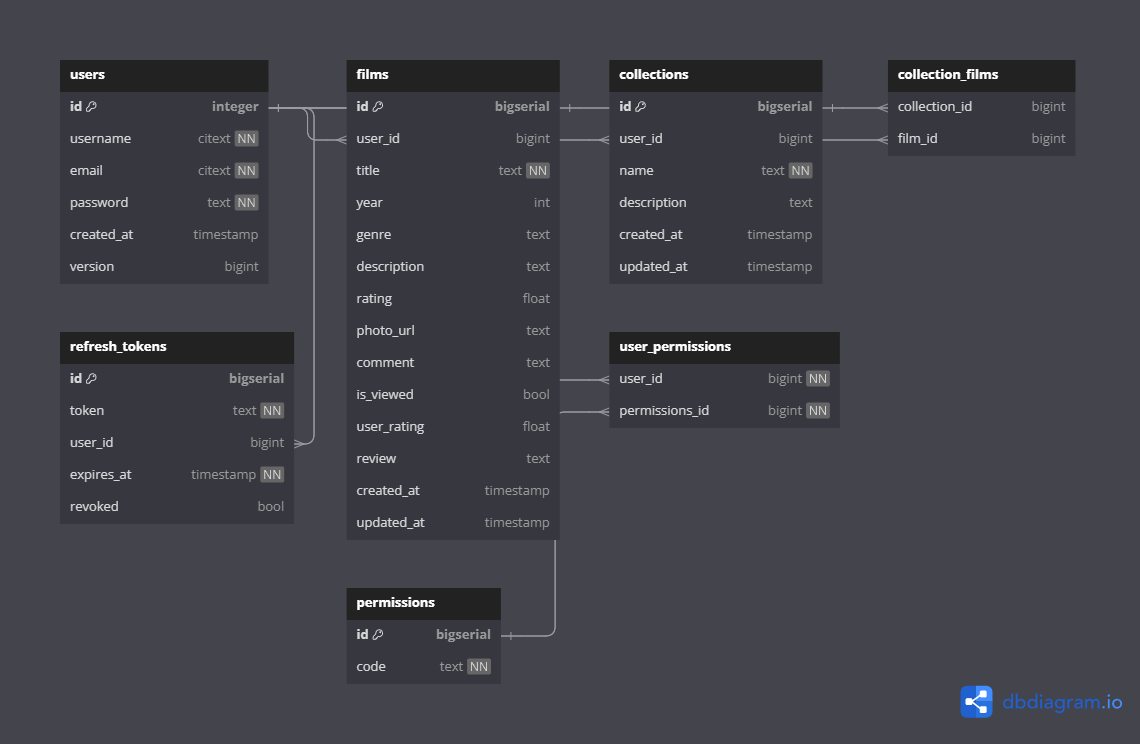 users
id integer
username citext NN
email citext NN
password text NN
created_at timestamp
version bigint
films
id bigserial
user_id bigint
title text NN
year int
genre text
description text
rating float
photo_url text
comment text
is_viewed bool
user_rating float
review text
created_at timestamp
updated_at timestamp
collections
id bigserial
user_id bigint
name text NN
description text
created_at timestamp
updated_at timestamp
collection_films
collection_id bigint
film_id bigint
refresh_tokens
id bigserial
token text NN
user_id bigint
expires_at timestamp NN
revoked bool
user_permissions
user_id bigint NN
permissions_id bigint NN
permissions
id bigserial
code text NN
dbdiagram.io